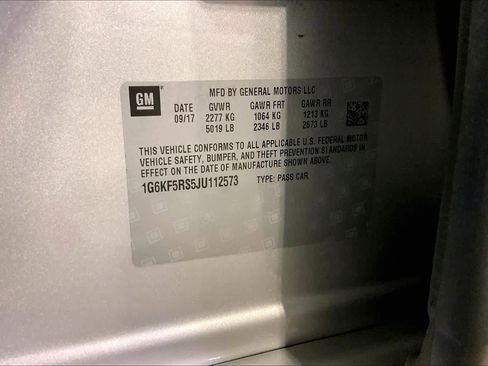 GM
MFD BY GENERAL MOTORS LLC
DATE GVWR GAWR FRT GAWR RR
09/17 2277 KG 1064 KG 1213 KG
5019 LB 2346 LB 2673 LB
THIS VEHICLE CONFORMS TO ALL APPLICABLE U.S. FEDERAL MOTOR
VEHICLE SAFETY, BUMPER, AND THEFT PREVENTION STANDARDS IN
EFFECT ON THE DATE OF MANUFACTURE SHOWN ABOVE.
1G6KF5RS5JU112573 TYPE: PASS CAR